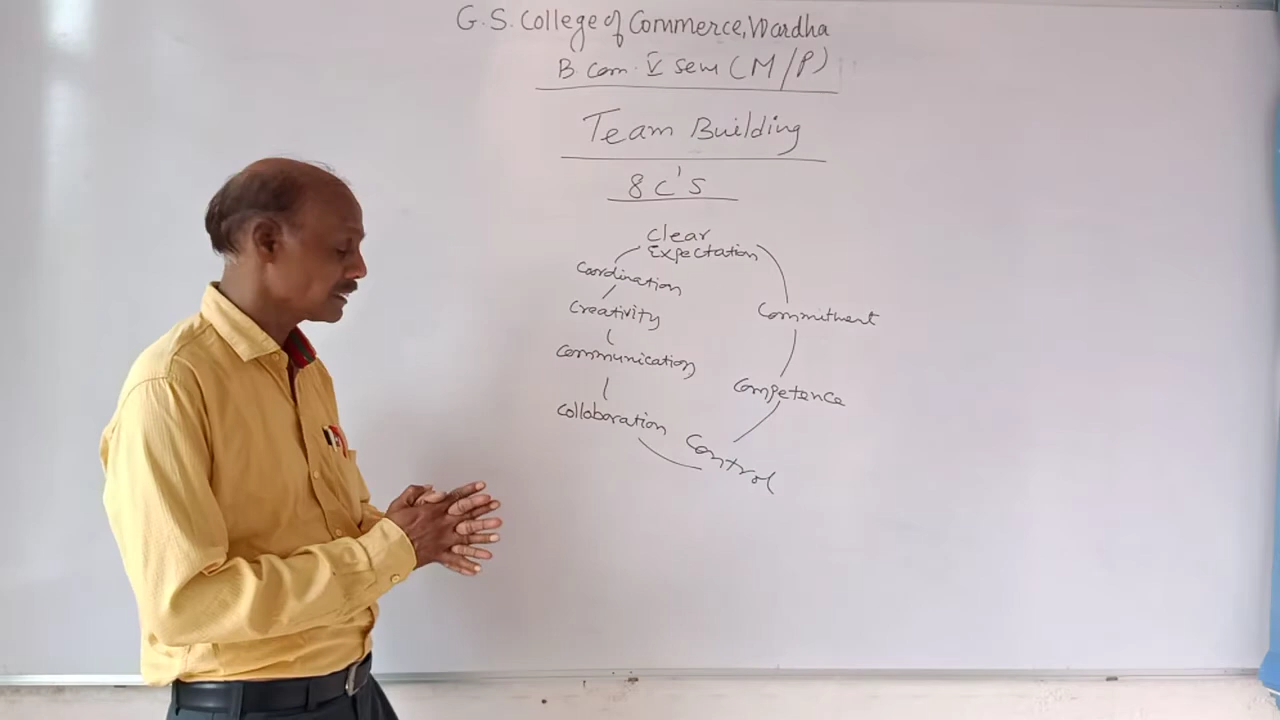 G. S. College of Commerce, Wardha
B. Com. V sem (M/P)
Team Building
8 C's
Clear
Expectation
Coordination
Creativity
Communication
Collaboration
Control
Competence
Commitment